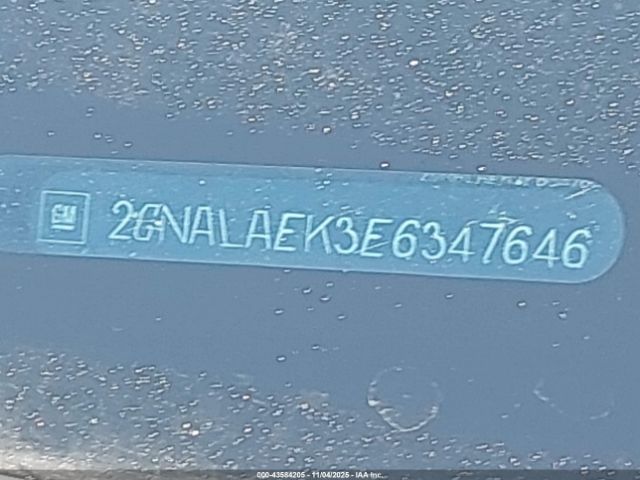 GM 2GNALAEK3E6347646
000-43584205 - 11/04/2025 - IAA Inc.